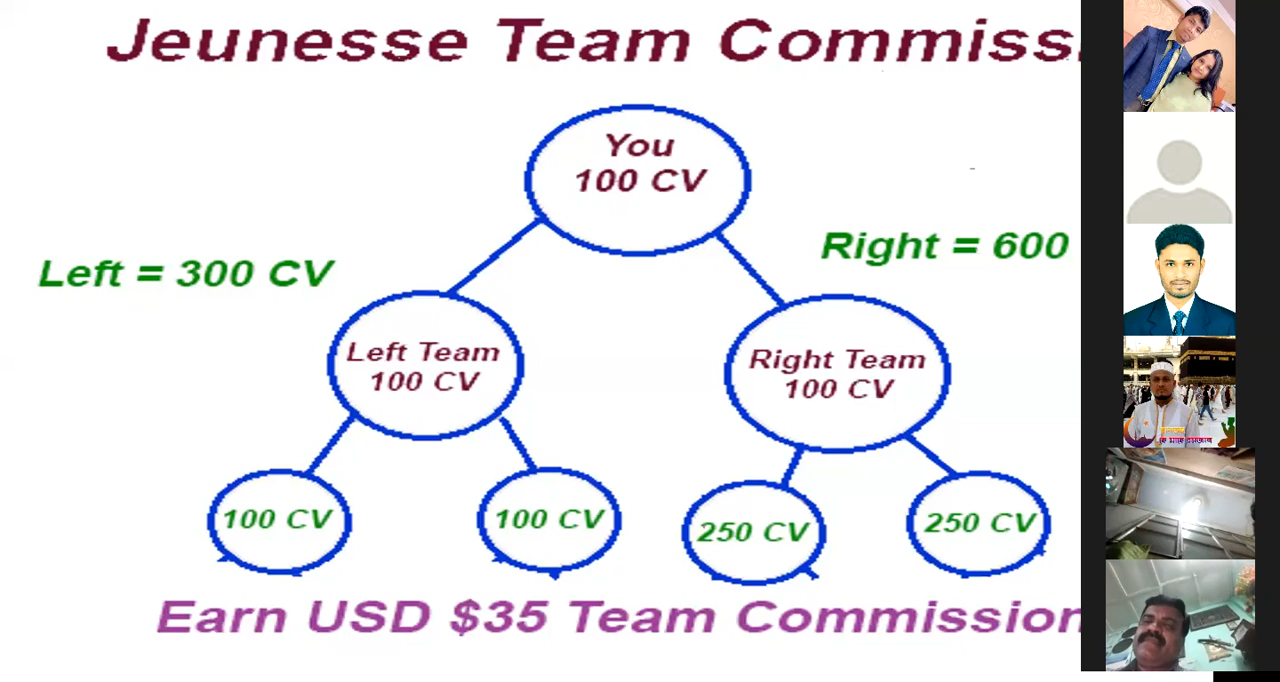 Jeunesse Team Commiss
You
100 CV
Left = 300 CV
Right = 600
Left Team
100 CV
Right Team
100 CV
100 CV
100 CV
250 CV
250 CV
Earn USD $35 Team Commission